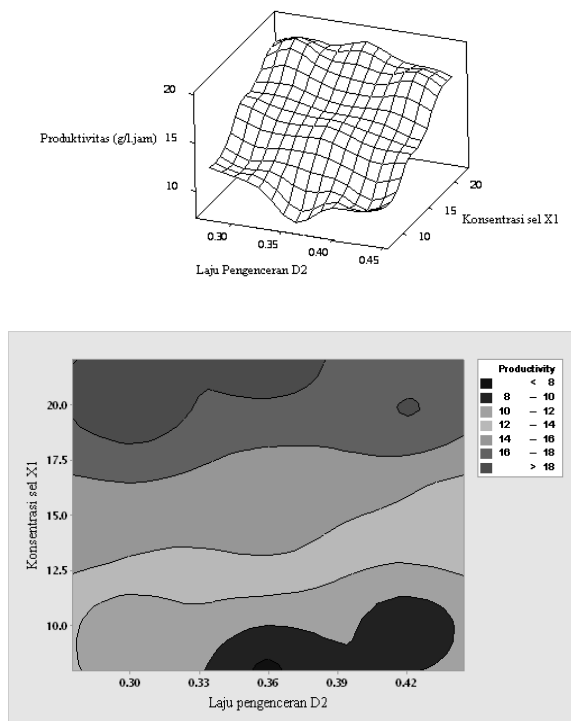 20
Produktivitas (g/l.jam)
15
10
0.30
0.35
0.40
0.45
Laju Pengenceran D2
10
15
20
Konsentrasi sel X1
Productivity
< 8
8 – 10
10 – 12
12 – 14
14 – 16
16 – 18
> 18
20.0
17.5
15.0
12.5
10.0
Konsentrasi sel X1
0.30 0.33 0.36 0.39 0.42
Laju pengenceran D2